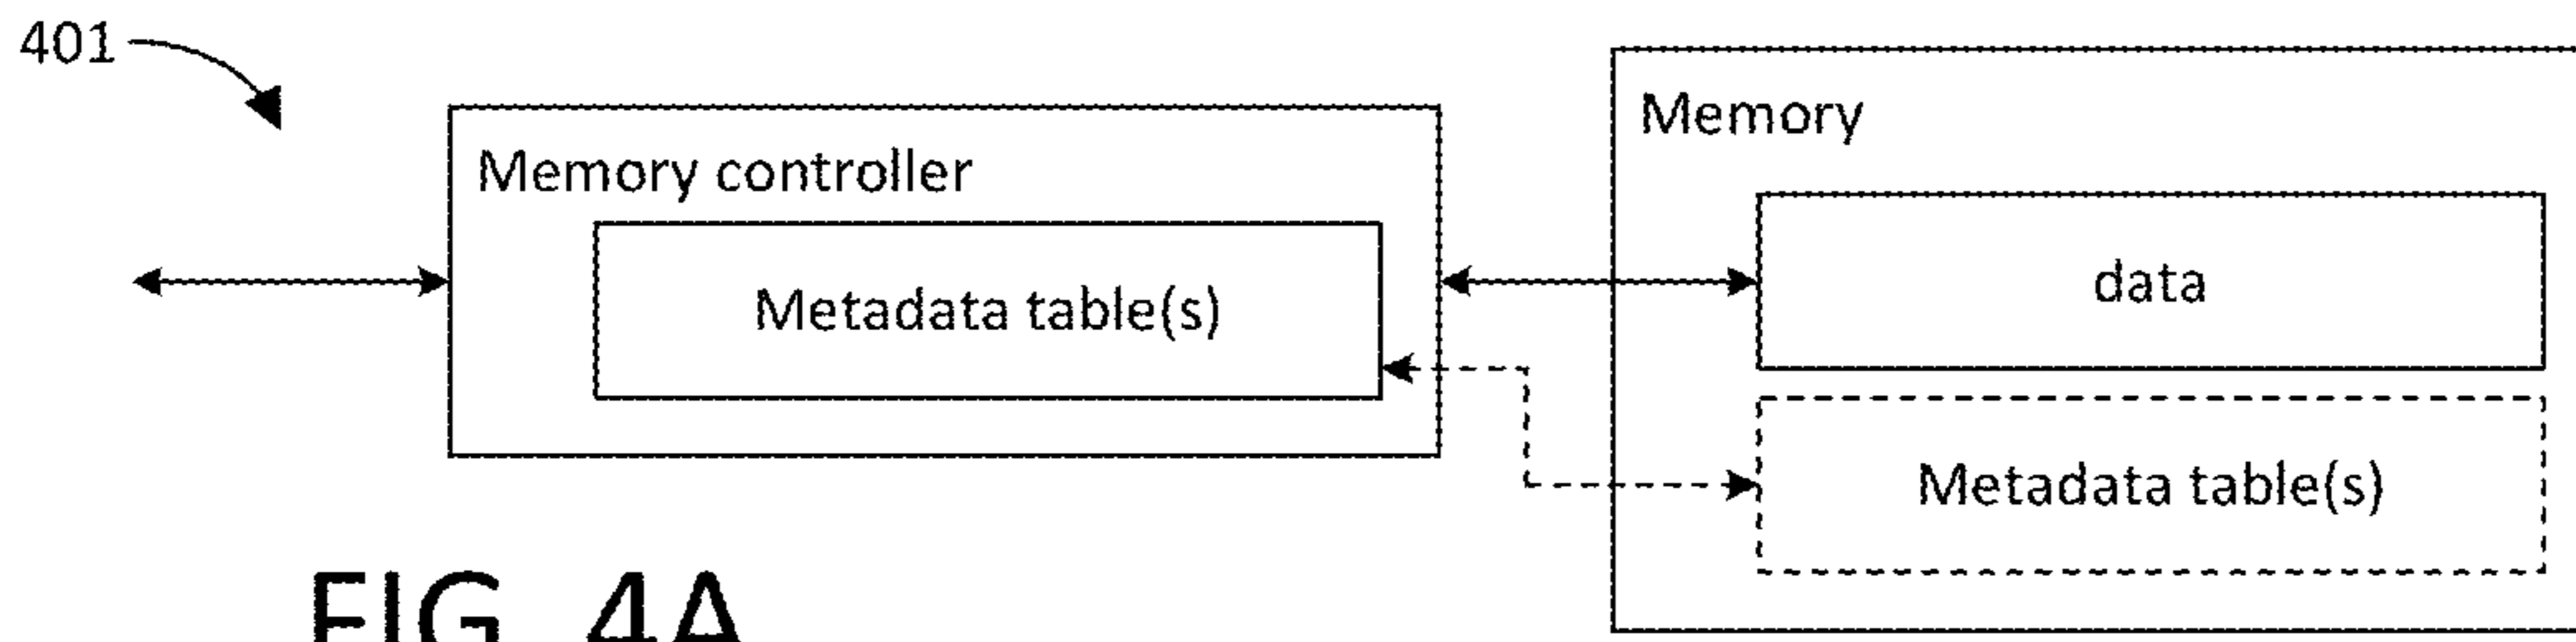 401
Memory
Memory controller
Metadata table(s)
data
Metadata table(s)
FIG. 4A